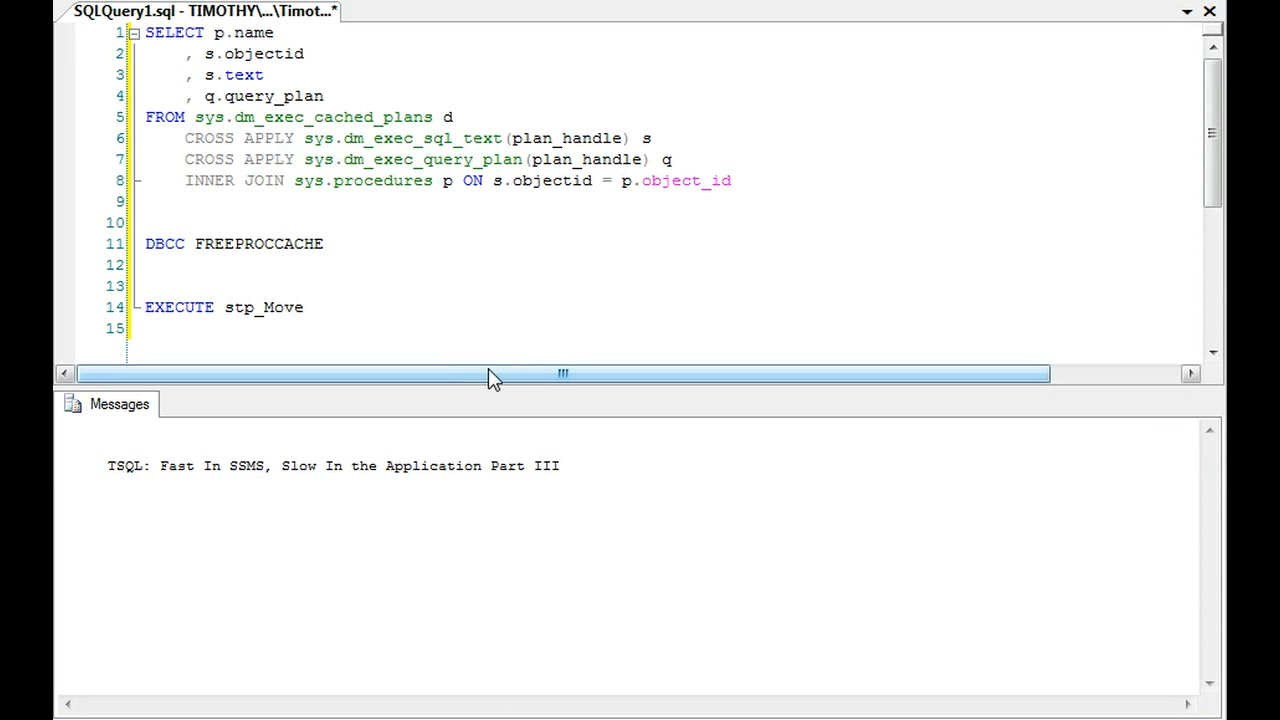 SQLQuery1.sql - TIMOTHY\...\Timot...*
1 SELECT p.name
2 , s.objectid
3 , s.text
4 , q.query_plan
5 FROM sys.dm_exec_cached_plans d
6 CROSS APPLY sys.dm_exec_sql_text(plan_handle) s
7 CROSS APPLY sys.dm_exec_query_plan(plan_handle) q
8 INNER JOIN sys.procedures p ON s.objectid = p.object_id
9
10
11 DBCC FREEPROCCACHE
12
13
14 EXECUTE stp_Move
15
Messages
TSQL: Fast In SSMS, Slow In the Application Part III